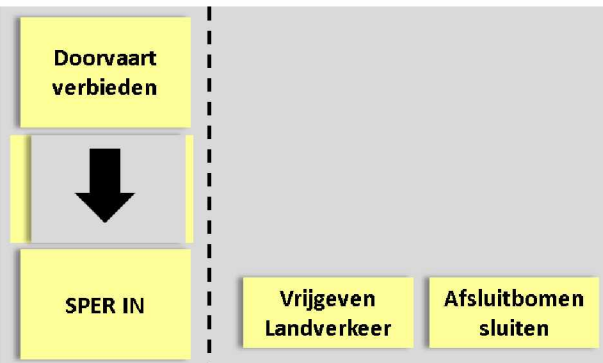 Doorvaart
verbieden
SPER IN
Vrijgeven
Landverkeer
Afsluitbomen
sluiten